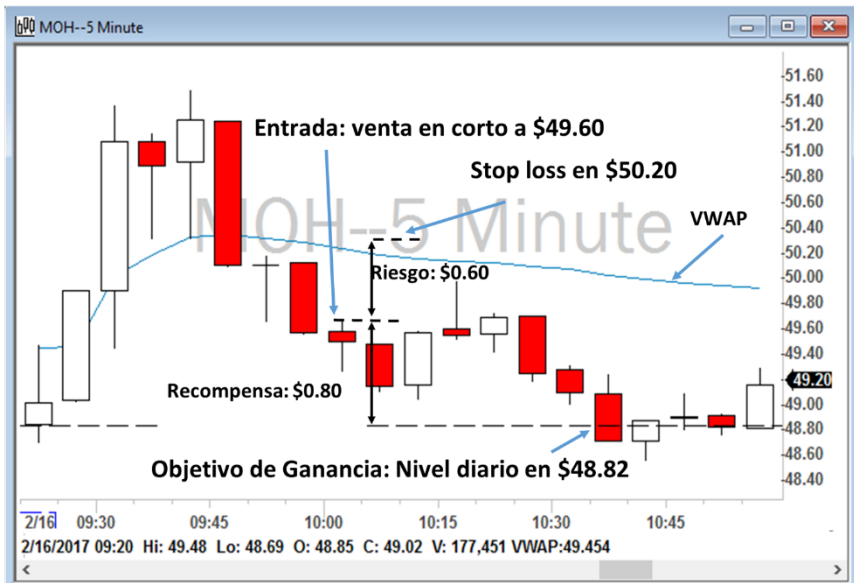 MOH--5 Minute
MOH--5 Minute
Entrada: venta en corto a $49.60
Stop loss en $50.20
VWAP
Riesgo: $0.60
Recompensa: $0.80
Objetivo de Ganancia: Nivel diario en $48.82
51.60
51.40
51.20
51.00
50.80
50.60
50.40
50.20
50.00
49.80
49.60
49.40
49.20
49.00
48.80
48.60
48.40
2/16 09:30 09:45 10:00 10:15 10:30 10:45
2/16/2017 09:20 Hi: 49.48 Lo: 48.69 O: 48.85 C: 49.02 V: 177,451 VWAP:49.454